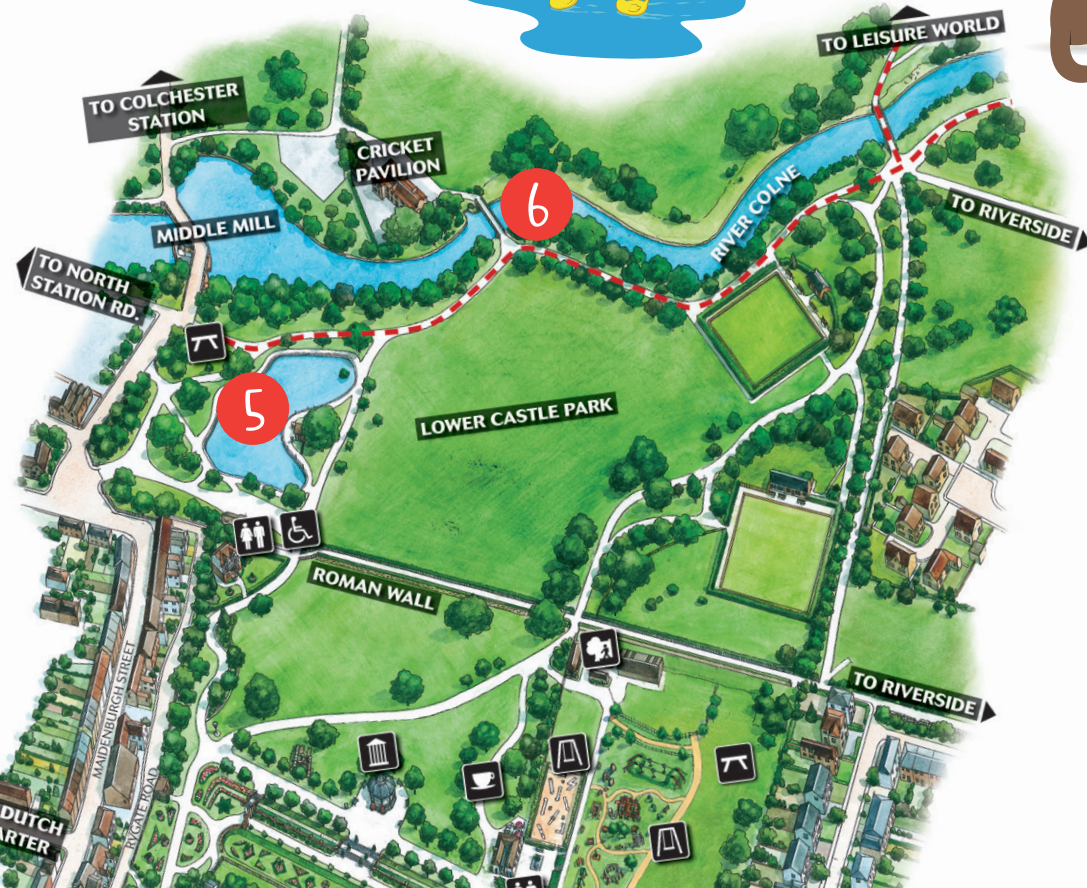 TO LEISURE WORLD
TO COLCHESTER
STATION
CRICKET
PAVILION
6
MIDDLE MILL
RIVER COLNE
TO RIVERSIDE
TO NORTH
STATION RD.
5
LOWER CASTLE PARK
ROMAN WALL
TO RIVERSIDE
MAIDENBURGH STREET
RYGATE ROAD
DUTCH
ARTER